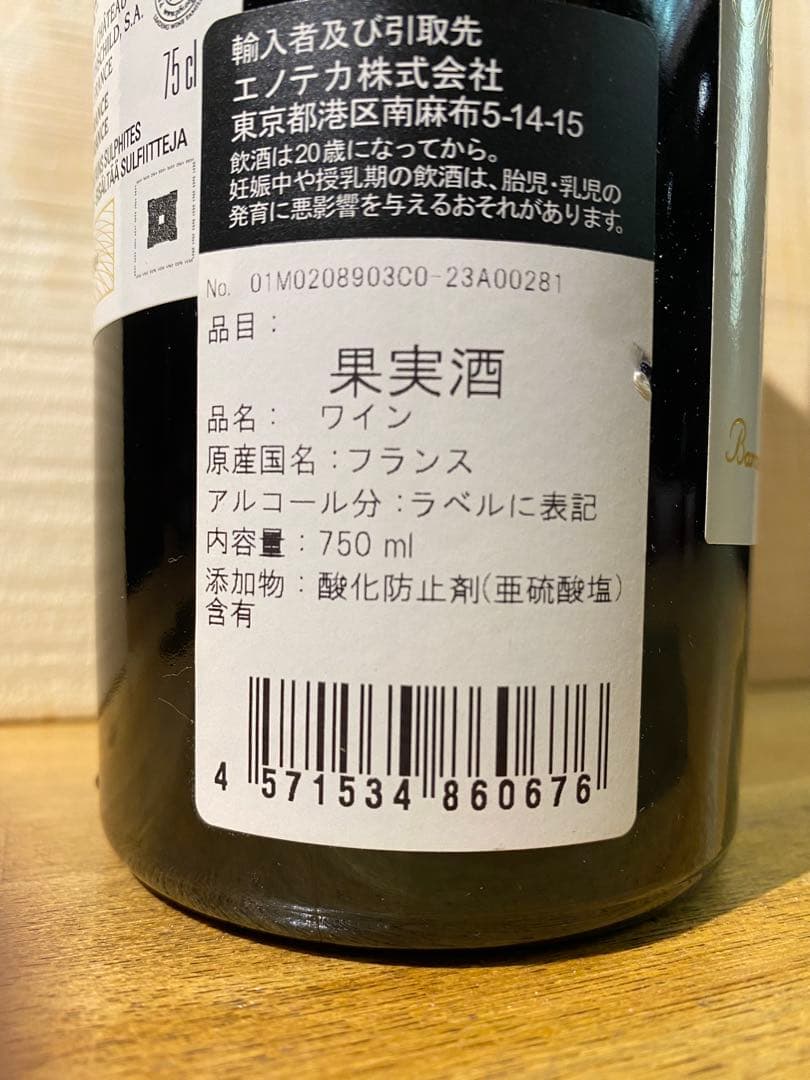 CHÂTEAU
SCHILD, S.A.
75 cl
SULPHITES
SULFIITTEJA
輸入者及び引取先
エノテカ株式会社
東京都港区南麻布5-14-15
飲酒は20歳になってから。
妊娠中や授乳期の飲酒は、胎児・乳児の
発育に悪影響を与えるおそれがあります。
No. 01M0208903C0-23A00281
品目：
果実酒
品名： ワイン
原産国名：フランス
アルコール分：ラベルに表記
内容量：750 ml
添加物：酸化防止剤(亜硫酸塩)
含有
4 571534 860676